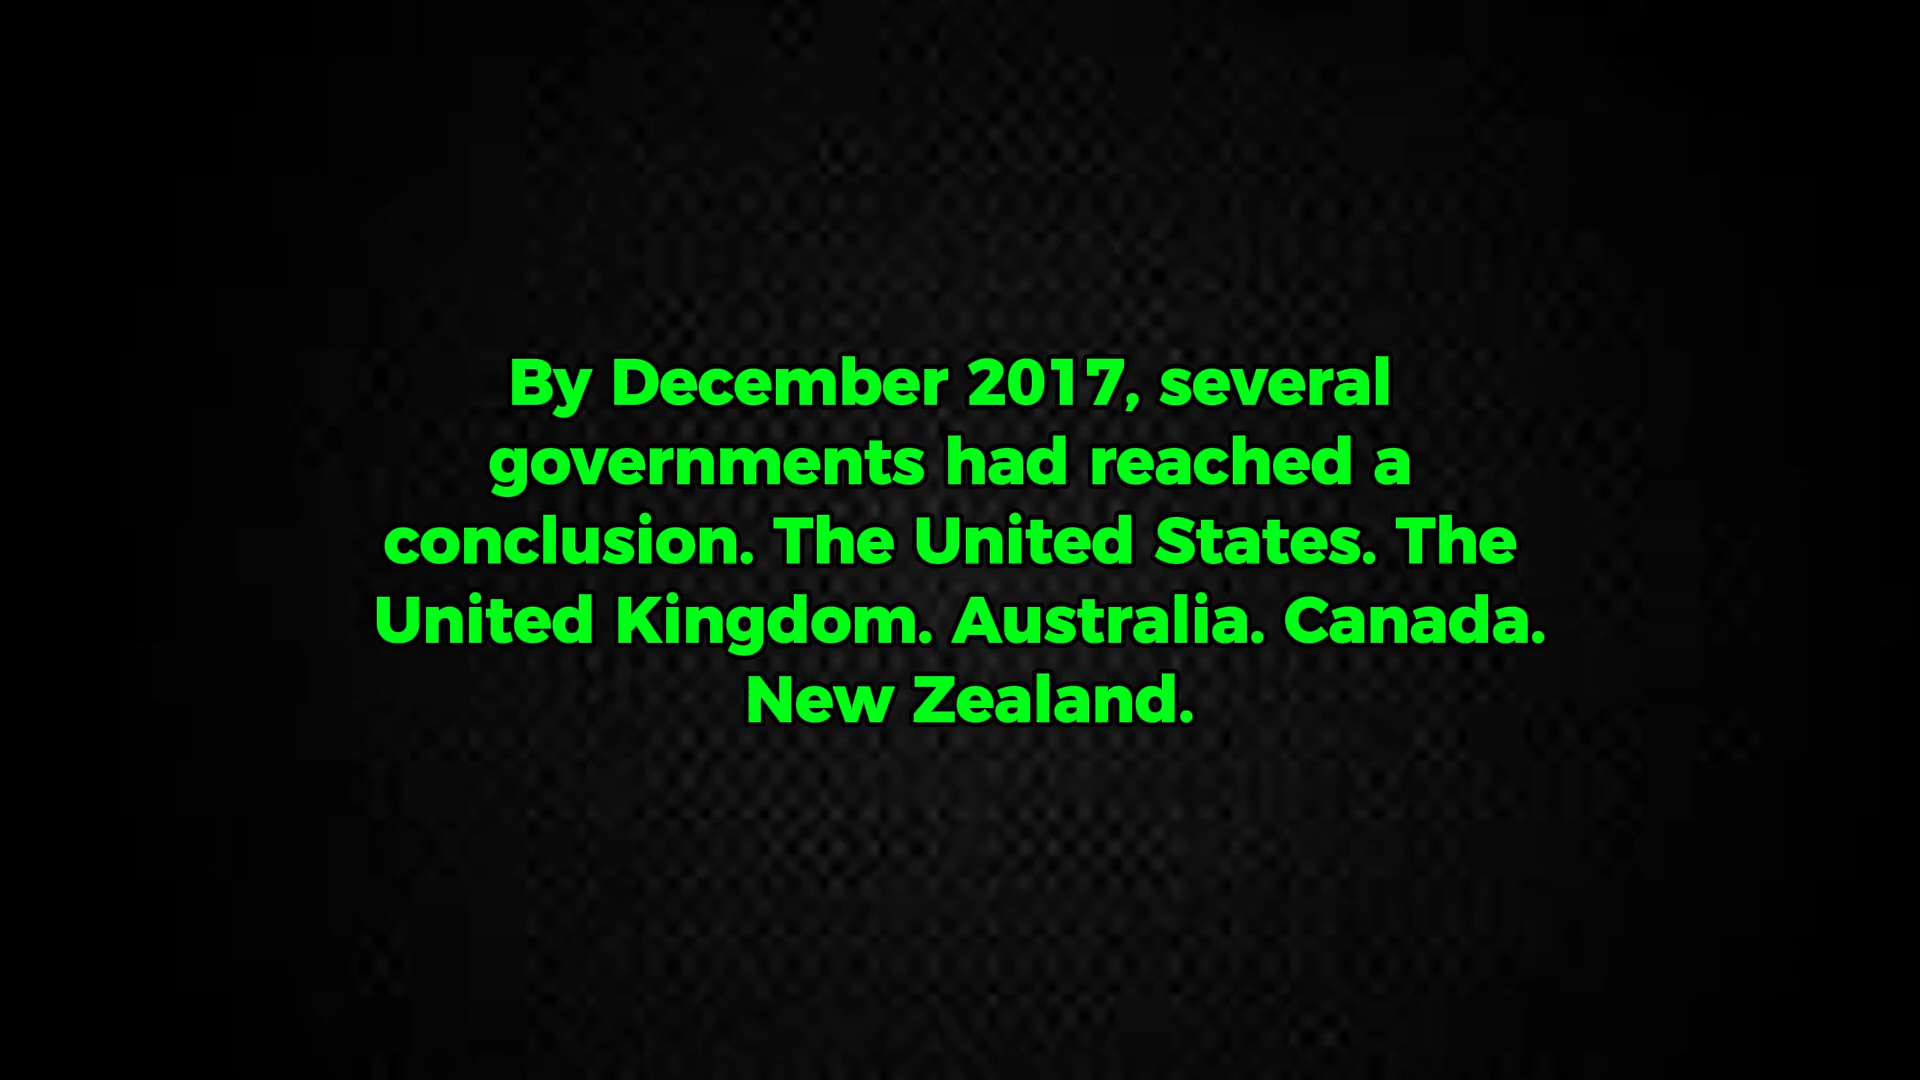 By December 2017, several
governments had reached a
conclusion. The United States. The
United Kingdom. Australia. Canada.
New Zealand.